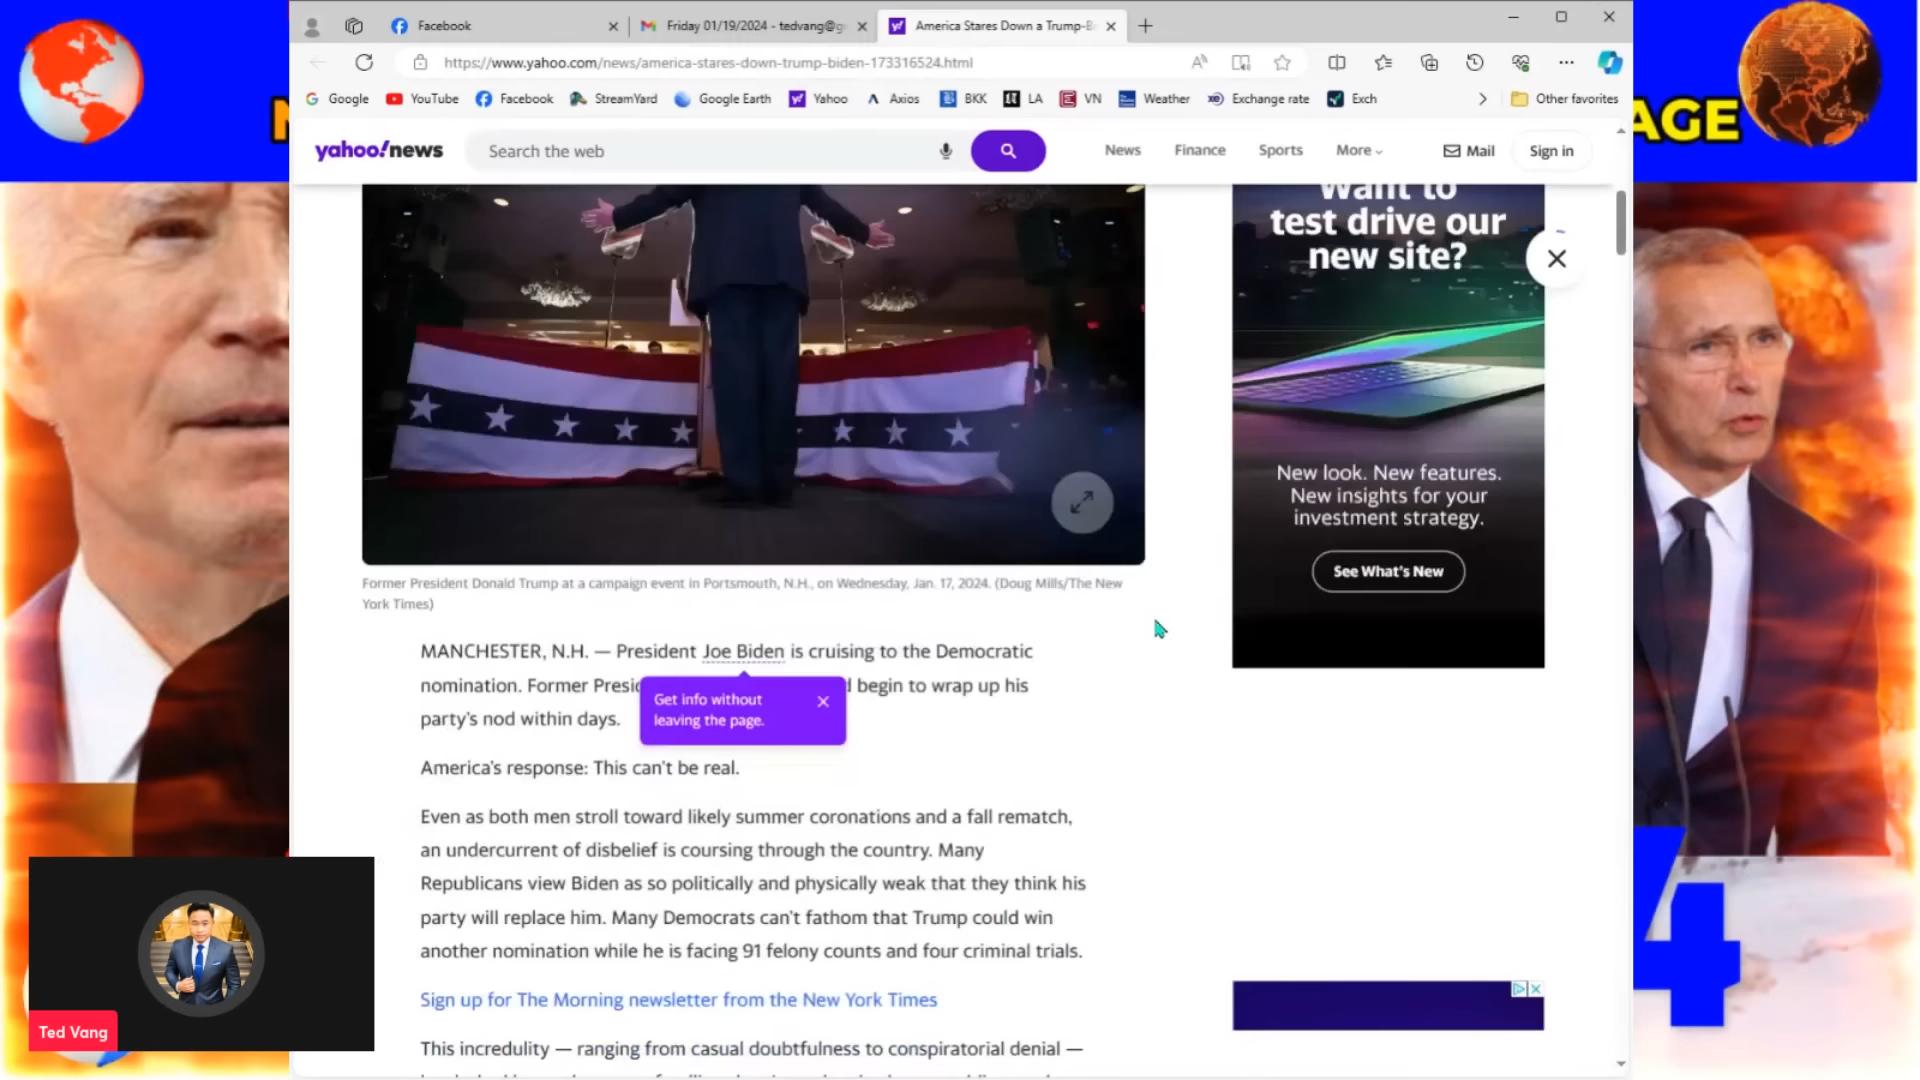 Facebook
Friday 01/19/2024 - tedvang@g
America Stares Down a Trump-B
https://www.yahoo.com/news/america-stares-down-trump-biden-173316524.html
Google
YouTube
Facebook
StreamYard
Google Earth
Yahoo
Axios
BKK
LA
VN
Weather
Exchange rate
Exch
Other favorites
AGE
yahoo!news
Search the web
News
Finance
Sports
More
Mail
Sign in
Want to
test drive our
new site?
New look. New features.
New insights for your
investment strategy.
See What's New
Former President Donald Trump at a campaign event in Portsmouth, N.H., on Wednesday, Jan. 17, 2024. (Doug Mills/The New
York Times)
MANCHESTER, N.H. — President Joe Biden is cruising to the Democratic
nomination. Former Presi begin to wrap up his
party's nod within days.
Get info without
leaving the page.
America's response: This can't be real.
Even as both men stroll toward likely summer coronations and a fall rematch,
an undercurrent of disbelief is coursing through the country. Many
Republicans view Biden as so politically and physically weak that they think his
party will replace him. Many Democrats can't fathom that Trump could win
another nomination while he is facing 91 felony counts and four criminal trials.
Sign up for The Morning newsletter from the New York Times
This incredulity — ranging from casual doubtfulness to conspiratorial denial —
Ted Vang
4